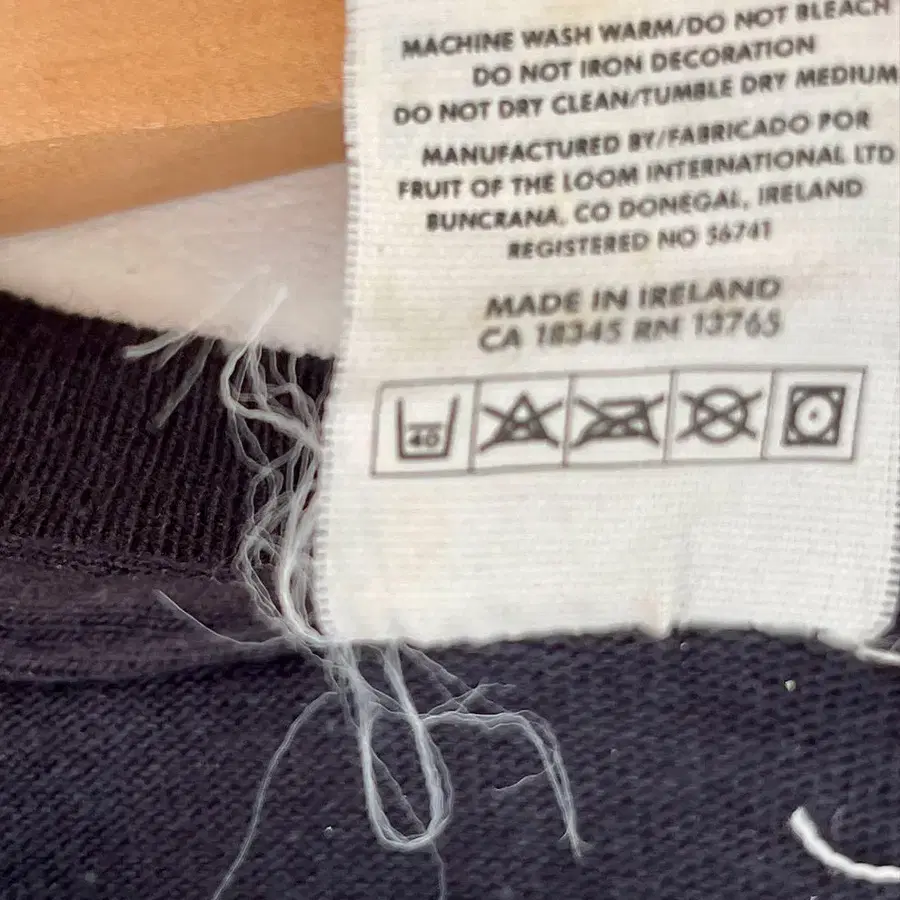 MACHINE WASH WARM/DO NOT BLEACH
DO NOT IRON DECORATION
DO NOT DRY CLEAN/TUMBLE DRY MEDIUM
MANUFACTURED BY/FABRICADO POR
FRUIT OF THE LOOM INTERNATIONAL LTD
BUNCRANA, CO DONEGAL, IRELAND
REGISTERED NO 36741
MADE IN IRELAND
CA 18345 RN 13765
40